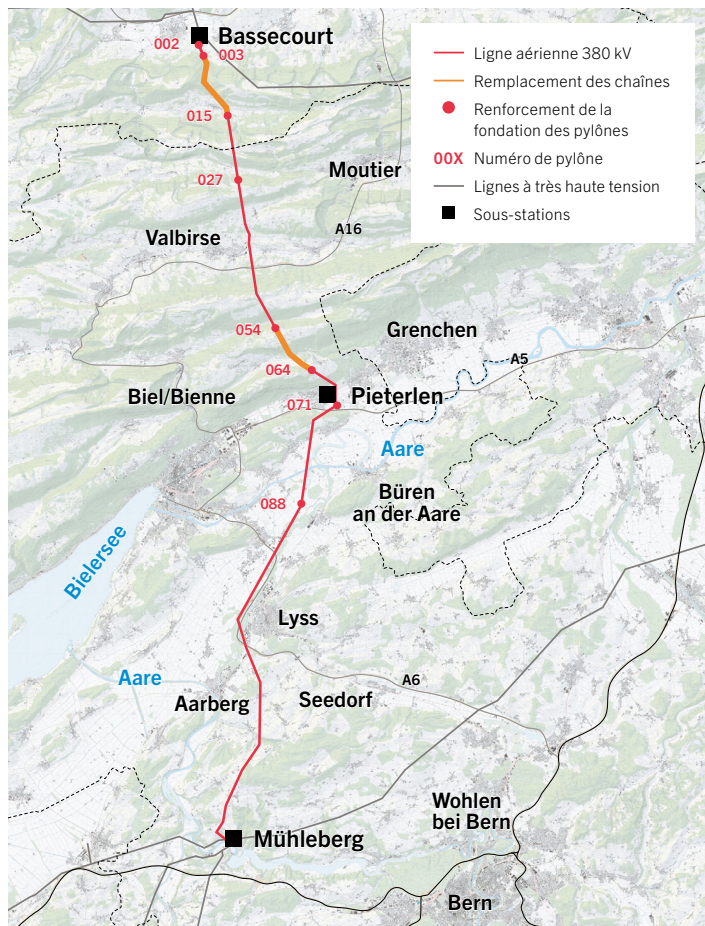 Bassecourt
002
003
015
027
Moutier
Valbirse
A16
054
Grenchen
A5
064
Biel/Bienne
071
Pieterlen
Aare
Büren
an der Aare
088
Bielersee
Lyss
Aare
A6
Aarberg
Seedorf
Wohlen
bei Bern
Mühleberg
Bern
Ligne aérienne 380 kV
Remplacement des chaînes
Renforcement de la
fondation des pylônes
00X Numéro de pylône
Lignes à très haute tension
Sous-stations